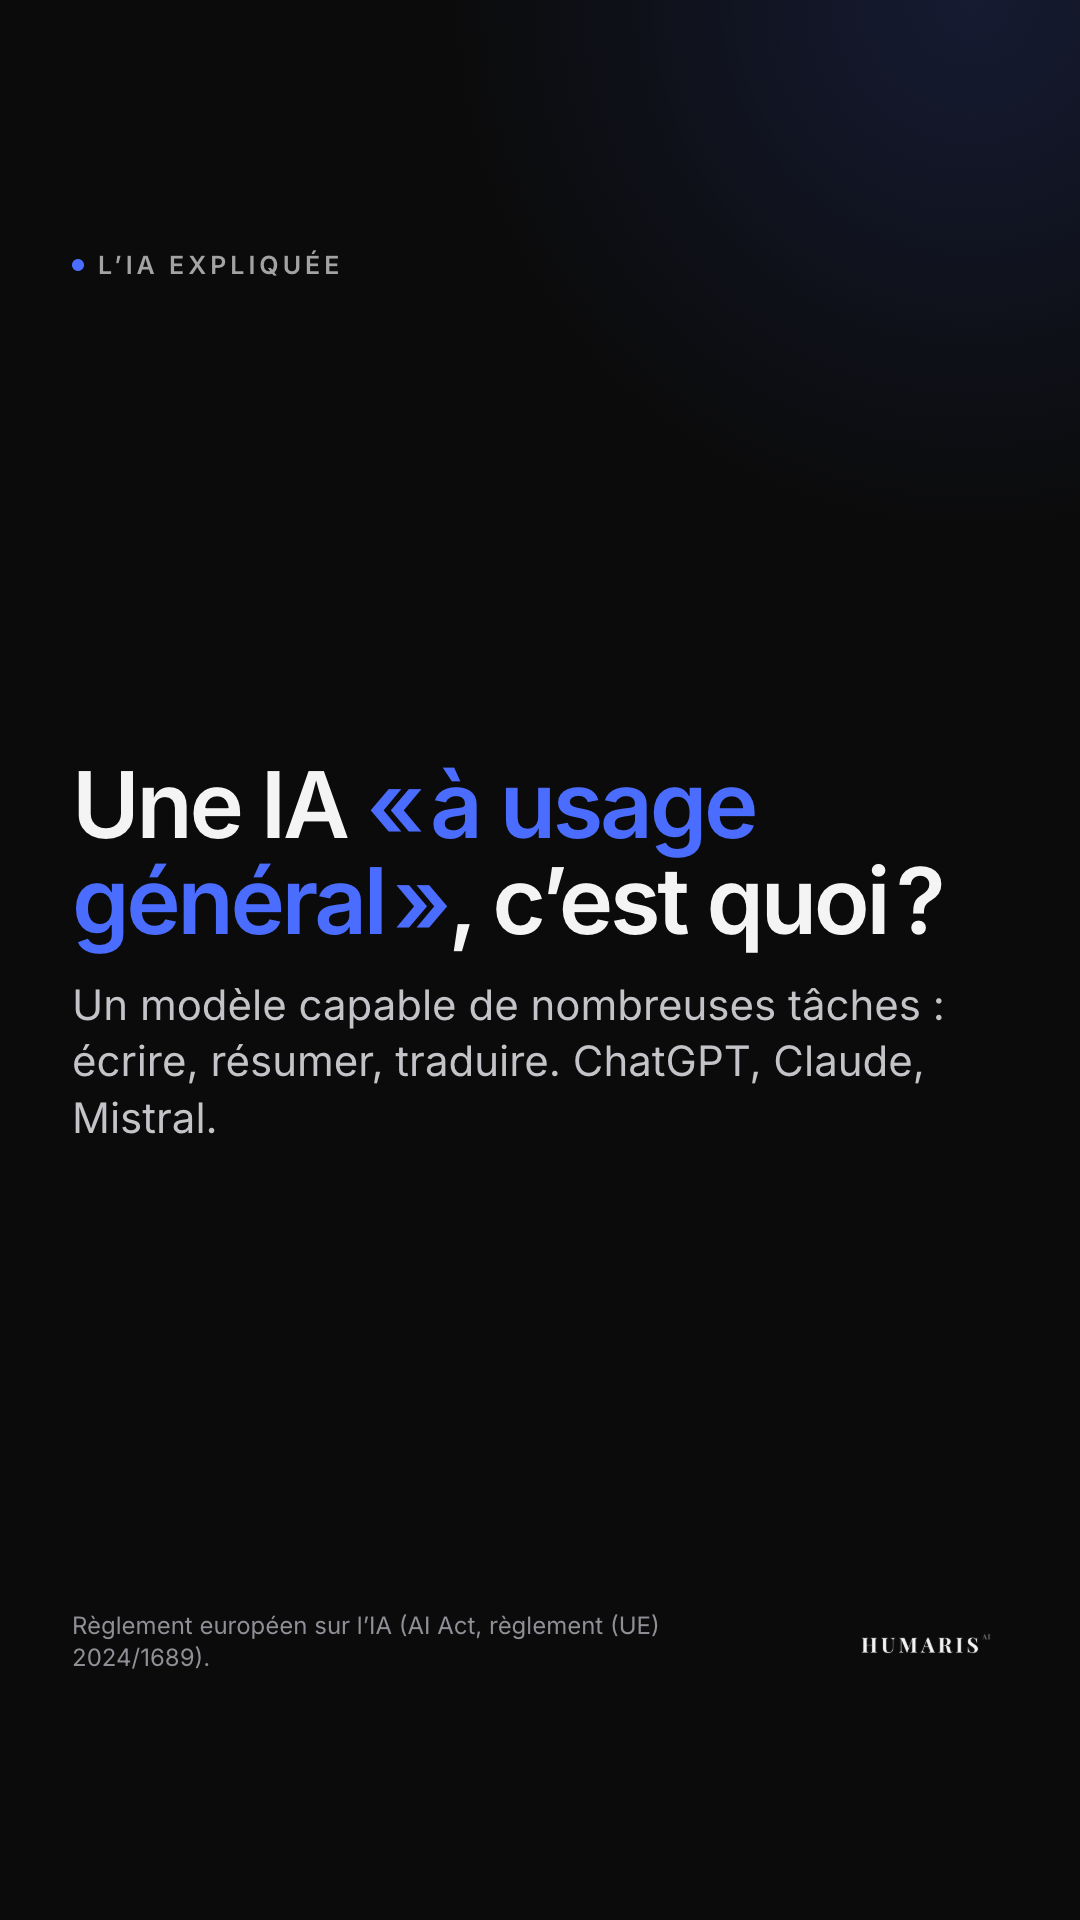 L’IA EXPLIQUÉE
Une IA « à usage
général », c’est quoi ?
Un modèle capable de nombreuses tâches :
écrire, résumer, traduire. ChatGPT, Claude,
Mistral.
Règlement européen sur l’IA (AI Act, règlement (UE)
2024/1689).
HUMARIS AI